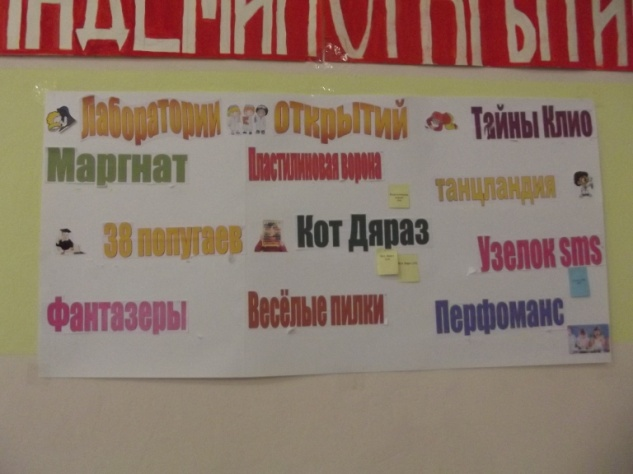 Лаборатории открытий
Тайны Клио
Маргнат
Пластилиновая ворона
танцландия
38 попугаев
Кот Дяраз
Узелок sms
Фантазеры
Весёлые пилки
Перфоманс